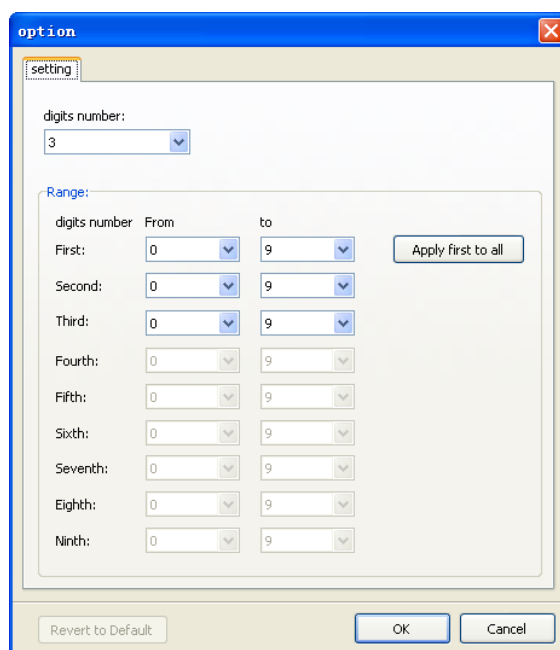 option
setting
digits number:
3
Range:
digits number From to
First: 0 9 Apply first to all
Second: 0 9
Third: 0 9
Fourth: 0 9
Fifth: 0 9
Sixth: 0 9
Seventh: 0 9
Eighth: 0 9
Ninth: 0 9
Revert to Default OK Cancel